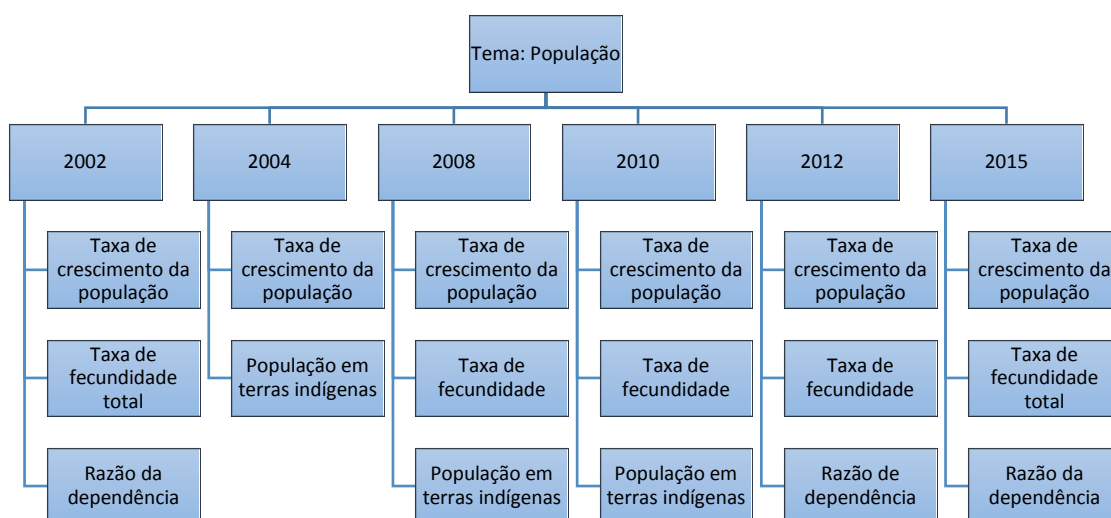 Tema: População
2002
2004
2008
2010
2012
2015
Taxa de
crescimento da
população
Taxa de
fecundidade
total
Razão da
dependência
Taxa de
crescimento da
população
População em
terras indígenas
Taxa de
crescimento da
população
Taxa de
fecundidade
População em
terras indígenas
Taxa de
crescimento da
população
Taxa de
fecundidade
População em
terras indígenas
Taxa de
crescimento da
população
Taxa de
fecundidade
Razão de
dependência
Taxa de
crescimento da
população
Taxa de
fecundidade
total
Razão da
dependência